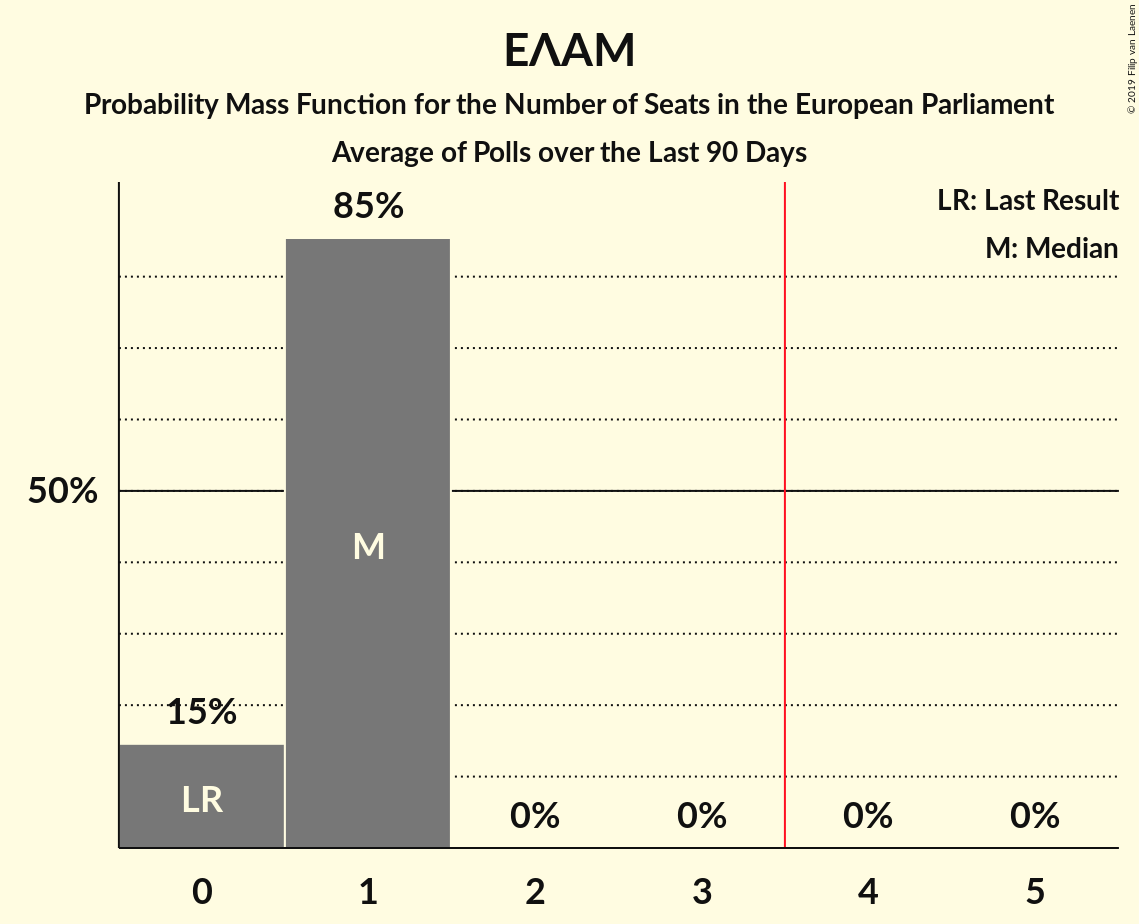 ΕΛΑΜ
Probability Mass Function for the Number of Seats in the European Parliament
Average of Polls over the Last 90 Days
© 2019 Filip van Laenen
LR: Last Result
M: Median
85%
50%
M
15%
LR
0%
0%
0%
0%
0
1
2
3
4
5